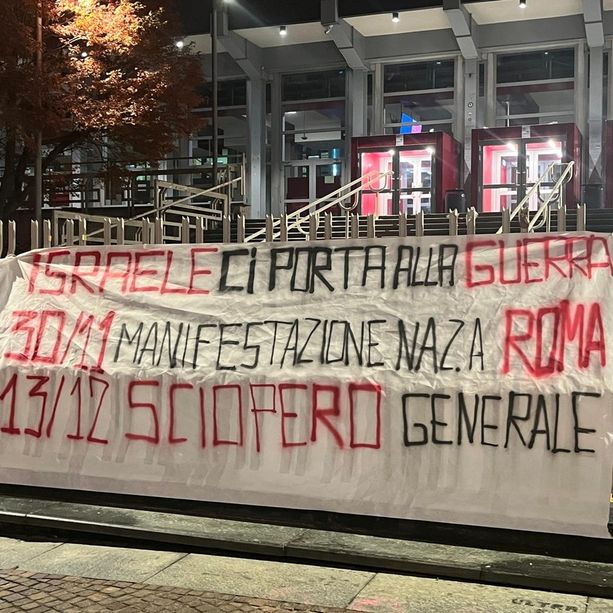 ISRAELE Ci PORTA ALLA GUERRA
30/11 MANIFESTAZIONE NAZ. A ROMA
13/12 SCIOPERO GENERALE